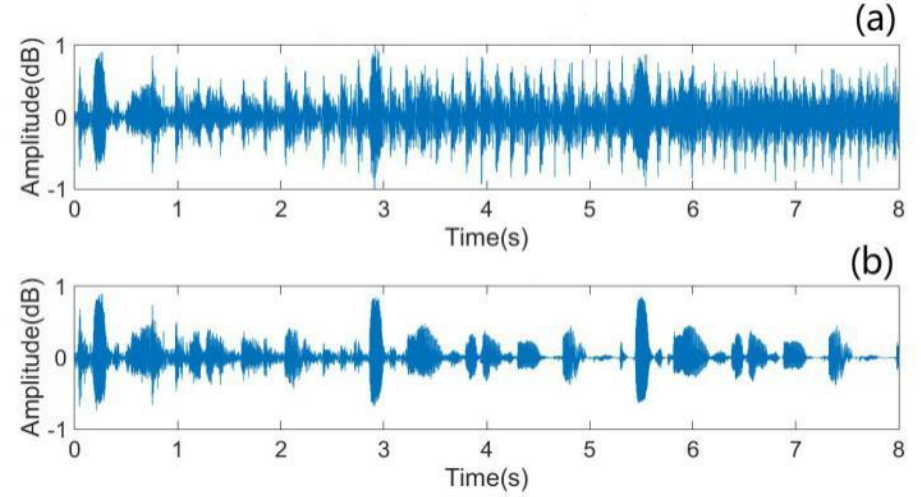 (a)
Amplitude(dB)
1
0
-1
0 1 2 3 4 5 6 7 8
Time(s)
(b)
Amplitude(dB)
1
0
-1
0 1 2 3 4 5 6 7 8
Time(s)